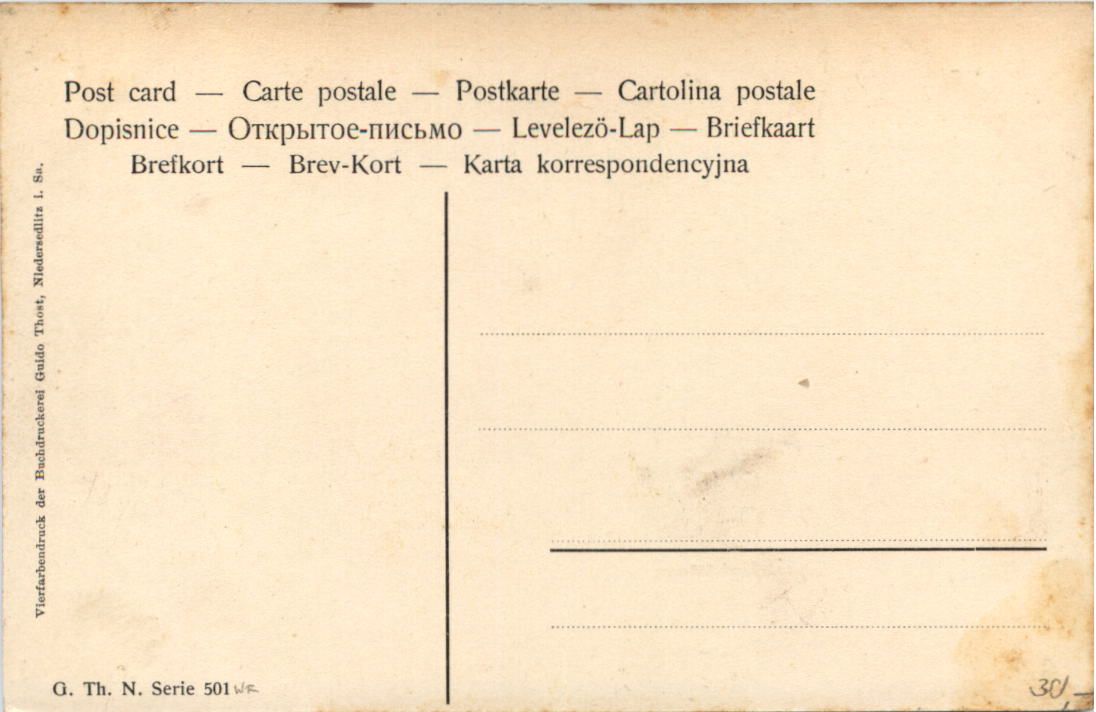 Post card — Carte postale — Postkarte — Cartolina postale
Dopisnice — Открытое-письмо — Levelezö-Lap — Briefkaart
Brefkort — Brev-Kort — Karta korrespondencyjna
Vierfarbendruck der Buchdruckerei Guido Thost, Niedersedlitz i. Sa.
G. Th. N. Serie 501
30,—